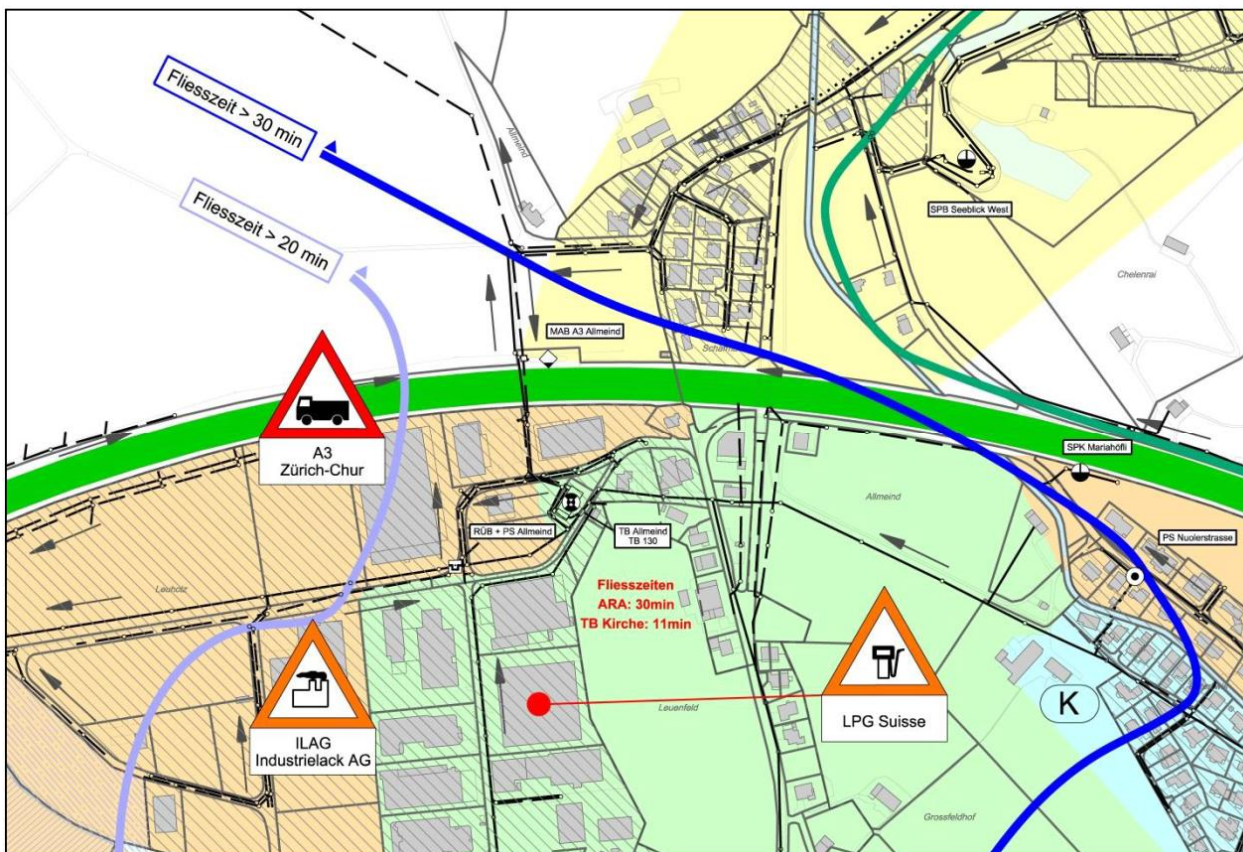 Fliesszeit > 30 min
Fliesszeit > 20 min
Allmeind
Ochsenboden
SPB Seeblick West
Chelenrai
MAB A3 Allmeind
A3
Zürich-Chur
SPK Mariahöfli
Allmeind
RÜB + PS Allmeind
TB Allmeind
TB 130
PS Nuolerstrasse
Leuholz
Fliesszeiten
ARA: 30min
TB Kirche: 11min
K
Leuenfeld
LPG Suisse
ILAG
Industrielack AG
Grossfeldhof